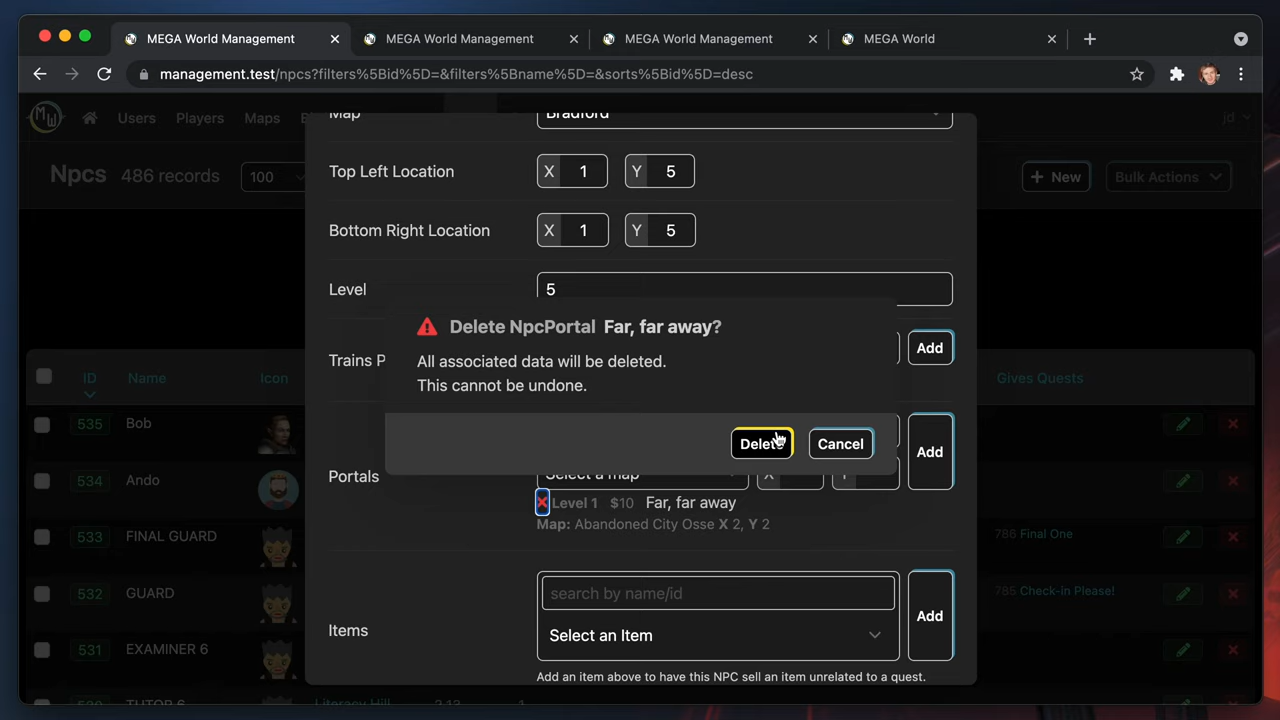 MEGA World Management
MEGA World Management
MEGA World Management
MEGA World
management.test/npcs?filters%5Bid%5D=&filters%5Bname%5D=&sorts%5Bid%5D=desc
MW
Users
Players
Maps
jd
Npcs
486 records
100
New
Bulk Actions
Map
Bradford
Top Left Location
X 1
Y 5
Bottom Right Location
X 1
Y 5
Level
5
Delete NpcPortal Far, far away?
All associated data will be deleted.
This cannot be undone.
Delete
Cancel
Trains P
Add
Portals
Select a map
X
Y
Add
Level 1 $10 Far, far away
Map: Abandoned City Osse X 2, Y 2
Items
search by name/id
Select an Item
Add
Add an item above to have this NPC sell an item unrelated to a quest.
ID
Name
Icon
Gives Quests
535
Bob
534
Ando
533
FINAL GUARD
786 Final One
532
GUARD
785 Check-in Please!
531
EXAMINER 6
TUTOR 6
Literacy Hill